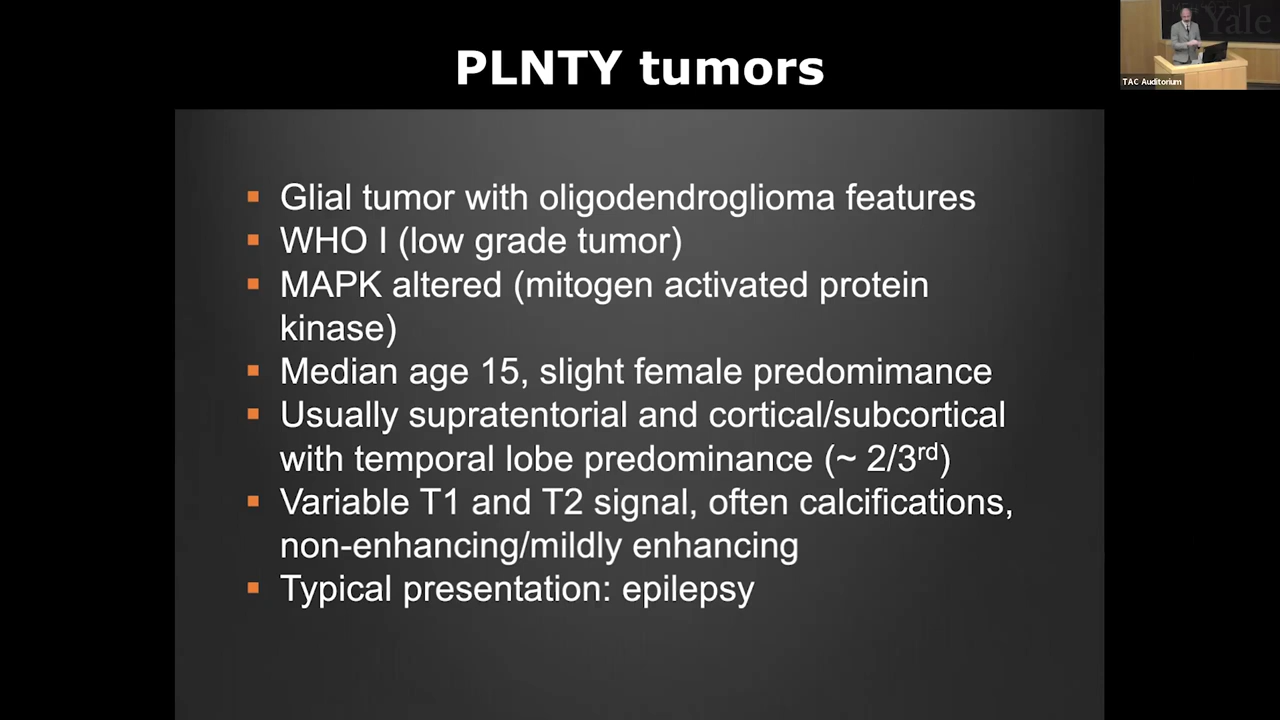 PLNTY tumors
Yale
TAC Auditorium
▪ Glial tumor with oligodendroglioma features
▪ WHO I (low grade tumor)
▪ MAPK altered (mitogen activated protein
kinase)
▪ Median age 15, slight female predomimance
▪ Usually supratentorial and cortical/subcortical
with temporal lobe predominance (~ 2/3rd)
▪ Variable T1 and T2 signal, often calcifications,
non-enhancing/mildly enhancing
▪ Typical presentation: epilepsy